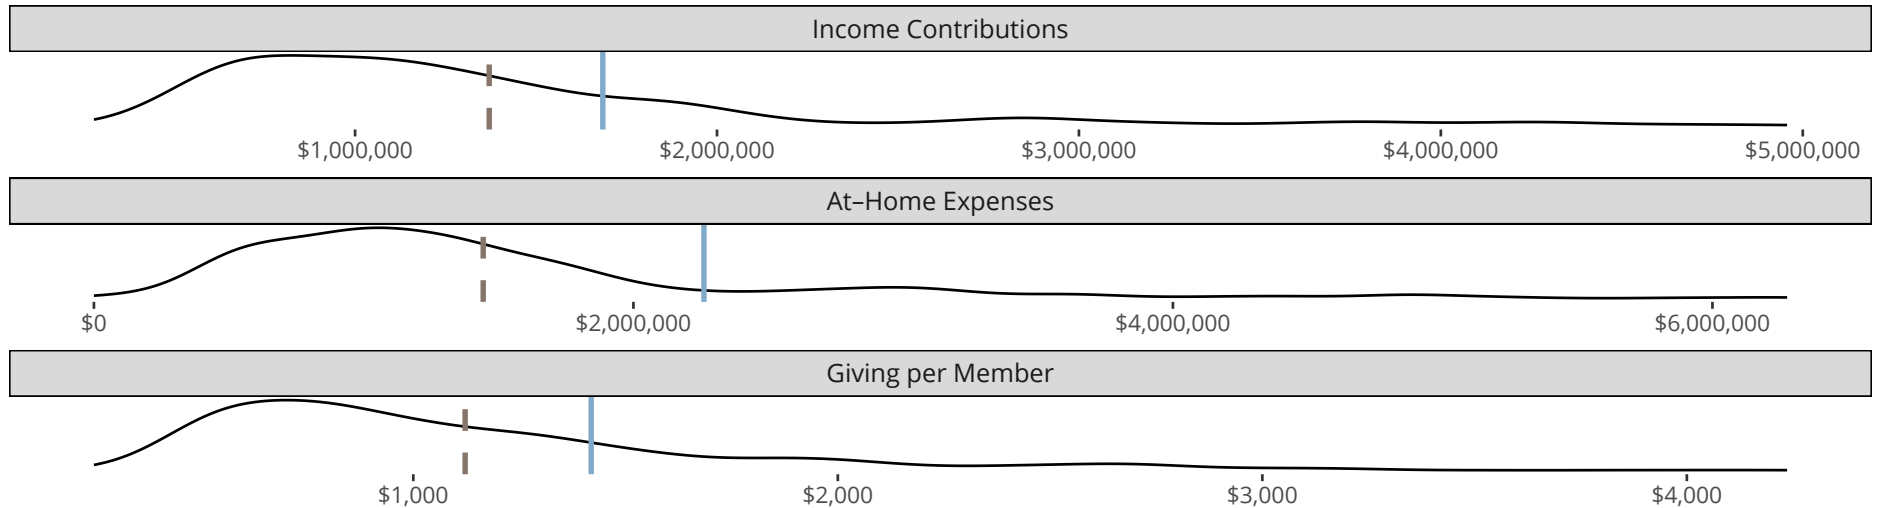 Income Contributions
$1,000,000 $2,000,000 $3,000,000 $4,000,000 $5,000,000
At–Home Expenses
$0 $2,000,000 $4,000,000 $6,000,000
Giving per Member
$1,000 $2,000 $3,000 $4,000